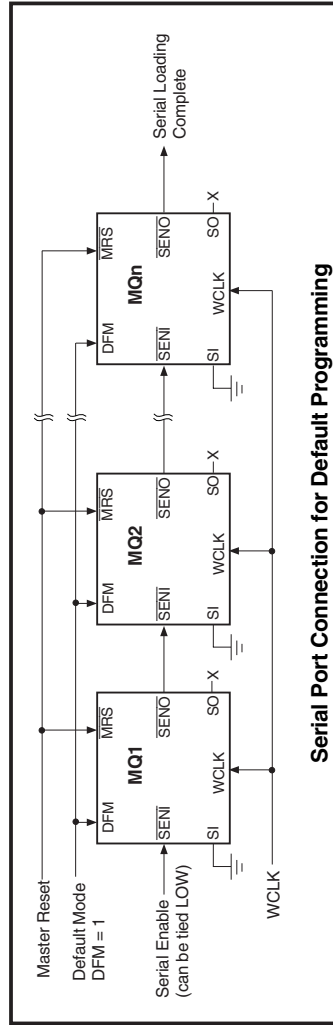 Master Reset
Default Mode
DFM = 1
DFM
MRS
MQ1
SENI
SENO
SI
WCLK
SO
X
DFM
MRS
MQ2
SENI
SENO
SI
WCLK
SO
X
DFM
MRS
MQn
SENI
SENO
SI
WCLK
SO
X
Serial Enable
(can be tied LOW)
Serial Loading
Complete
WCLK
Serial Port Connection for Default Programming